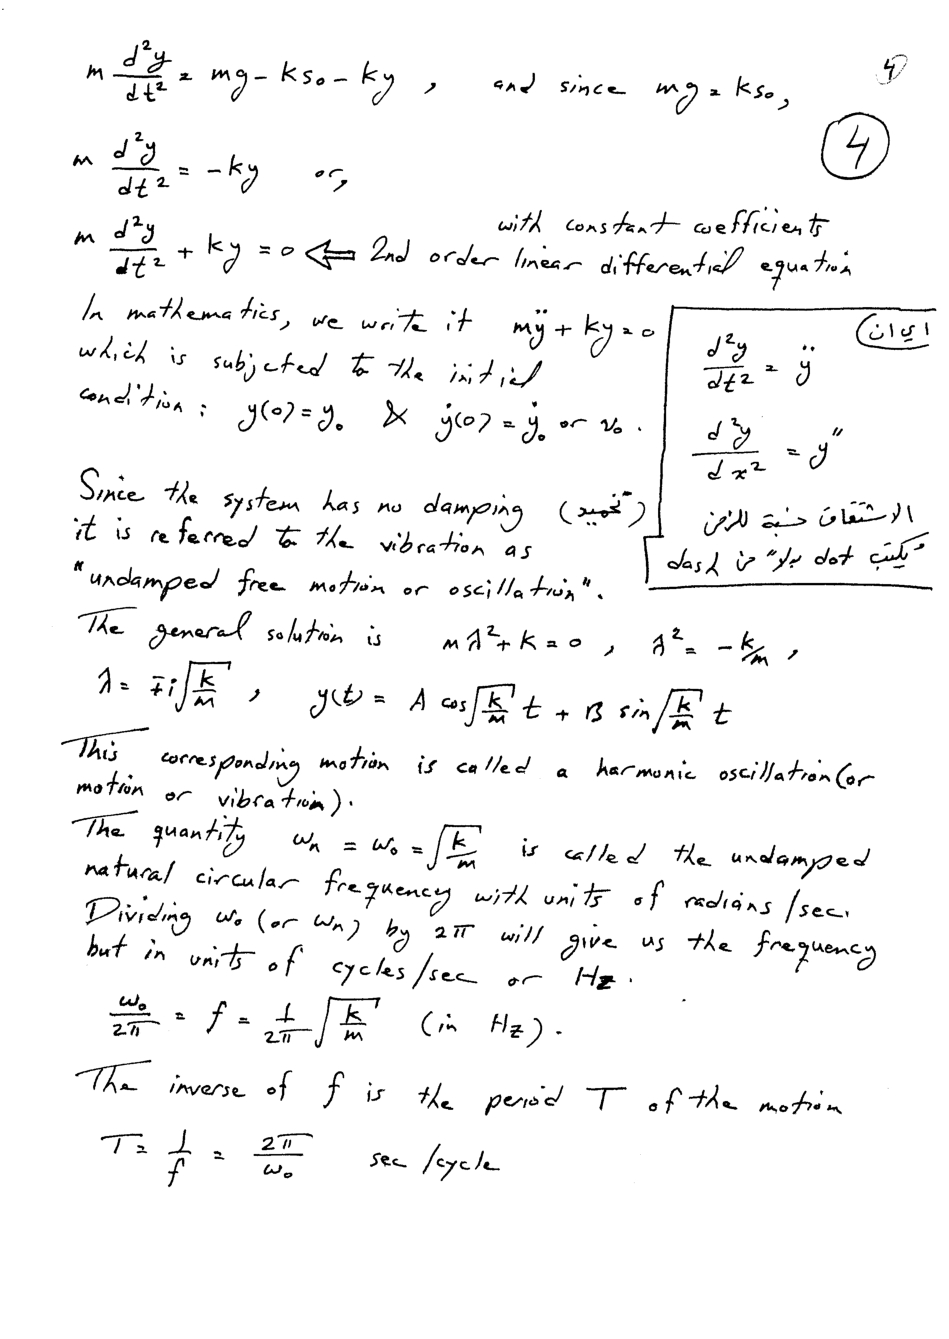 4
m d²y/dt² = mg - ks₀ - ky , and since mg = ks₀,
4
m d²y/dt² = -ky or,
with constant coefficients
m d²y/dt² + ky = 0 ⇐ 2nd order linear differential equation
In mathematics, we write it mÿ + ky = 0
which is subjcted to the initial
condition : y(0) = y₀ & ẏ(0) = ẏ₀ or v₀ .
d²y/dt² = ÿ
d²y/dx² = y"
الاشتقاق نسبة للزمن
يكتب dot بدلاً من dash
Since the system has no damping (تخميد)
it is referred to the vibration as
"undamped free motion or oscillation".
The general solution is mλ² + k = 0 , λ² = -k/m ,
λ = ∓i√(k/m) , y(t) = A cos√(k/m) t + B sin√(k/m) t
This corresponding motion is called a harmonic oscillation (or
motion or vibration).
The quantity ωn = ω₀ = √(k/m) is called the undamped
natural circular frequency with units of radians /sec.
Dividing ω₀ (or ωn) by 2π will give us the frequency
but in units of cycles/sec or Hz .
ω₀/2π = f = 1/2π √(k/m) (in Hz) .
The inverse of f is the period T of the motion
T = 1/f = 2π/ω₀ sec /cycle